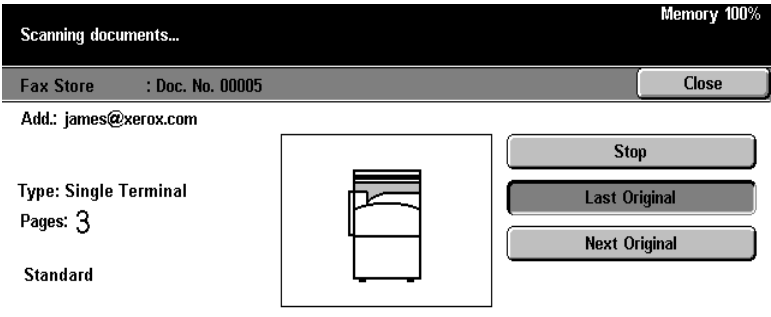 Memory 100%
Scanning documents...
Fax Store : Doc. No. 00005
Close
Add.: james@xerox.com
Stop
Type: Single Terminal
Last Original
Pages: 3
Next Original
Standard